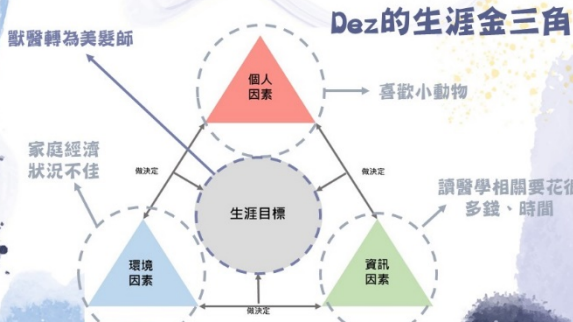 Dez的生涯金三角
獸醫轉為美髮師
個人
因素
喜歡小動物
家庭經濟
狀況不佳
做決定
做決定
讀醫學相關要花很
多錢、時間
生涯目標
環境
因素
資訊
因素
做決定